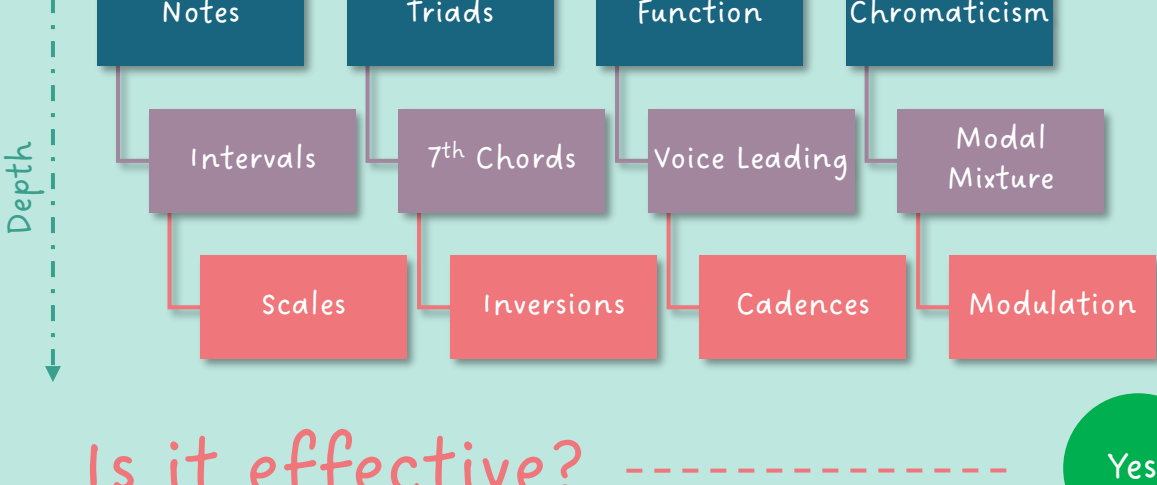 Notes
Triads
Function
Chromaticism
Depth
Intervals
7th Chords
Voice Leading
Modal
Mixture
Scales
Inversions
Cadences
Modulation
Is it effective?
Yes